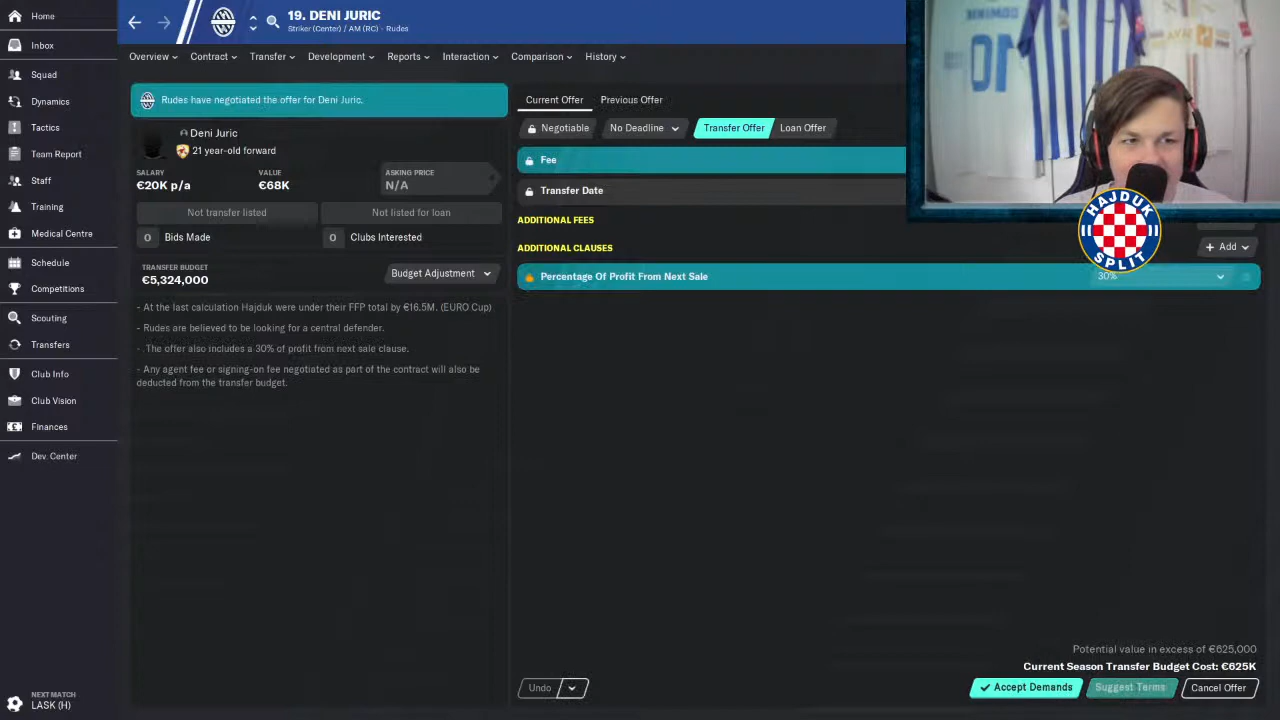 Home
Inbox
Squad
Dynamics
Tactics
Team Report
Staff
Training
Medical Centre
Schedule
Competitions
Scouting
Transfers
Club Info
Club Vision
Finances
Dev. Center
NEXT MATCH
LASK (H)
19. DENI JURIC
Striker (Center) / AM (RC) - Rudes
Overview Contract Transfer Development Reports Interaction Comparison History
Rudes have negotiated the offer for Deni Juric.
Deni Juric
21 year-old forward
SALARY VALUE ASKING PRICE
€20K p/a €68K N/A
Not transfer listed Not listed for loan
0 Bids Made 0 Clubs Interested
TRANSFER BUDGET
€5,324,000
Budget Adjustment
- At the last calculation Hajduk were under their FFP total by €16.5M. (EURO Cup)
- Rudes are believed to be looking for a central defender.
- The offer also includes a 30% of profit from next sale clause.
- Any agent fee or signing-on fee negotiated as part of the contract will also be
deducted from the transfer budget.
Current Offer Previous Offer
Negotiable No Deadline Transfer Offer Loan Offer
Fee
Transfer Date
ADDITIONAL FEES
ADDITIONAL CLAUSES
+ Add
Percentage Of Profit From Next Sale 30%
Potential value in excess of €625,000
Current Season Transfer Budget Cost: €625K
Undo
Accept Demands Suggest Terms Cancel Offer
10
HAJDUK
SPLIT